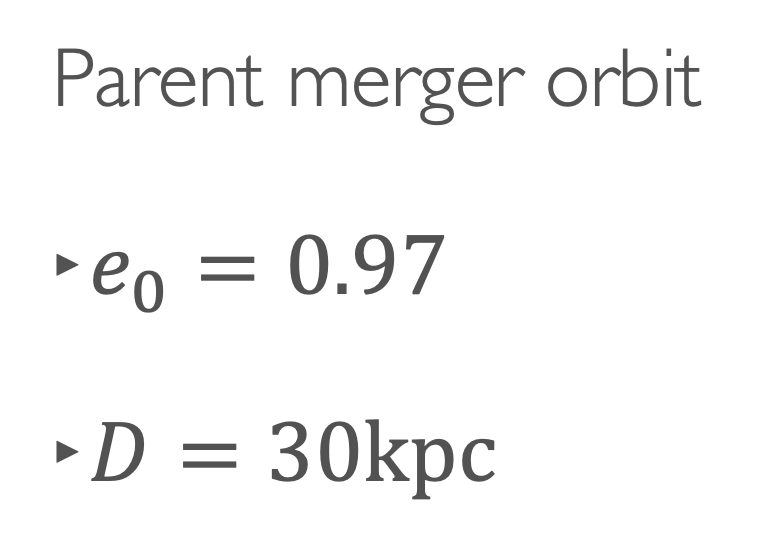 Parent merger orbit
‣ e₀ = 0.97
‣ D = 30kpc